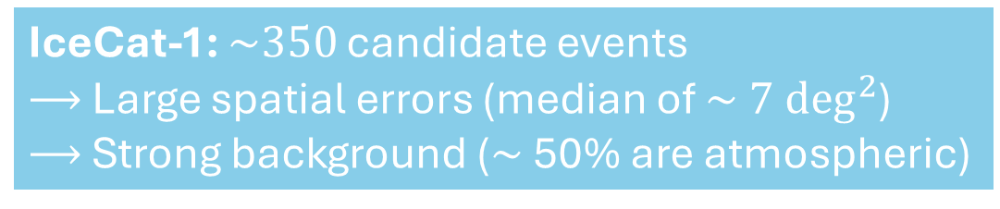 IceCat-1: ~350 candidate events
⟶ Large spatial errors (median of ~ 7 deg²)
⟶ Strong background (~ 50% are atmospheric)